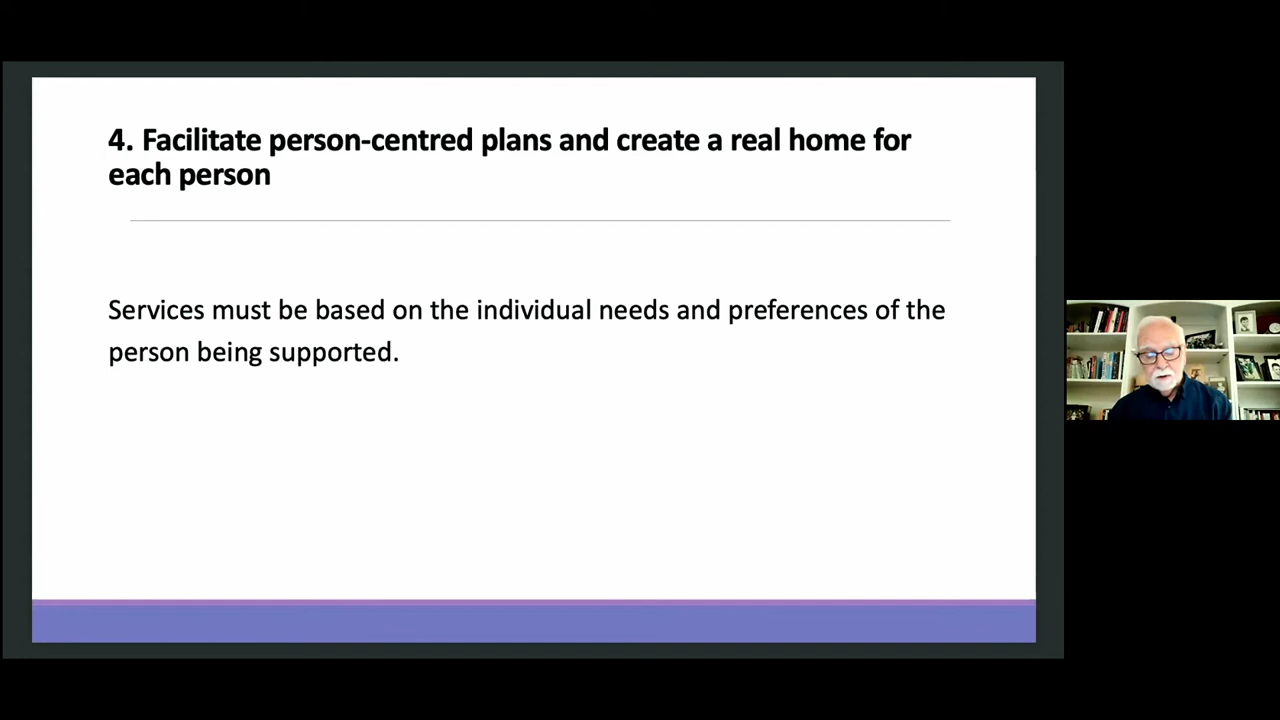 4. Facilitate person-centred plans and create a real home for
each person
Services must be based on the individual needs and preferences of the
person being supported.